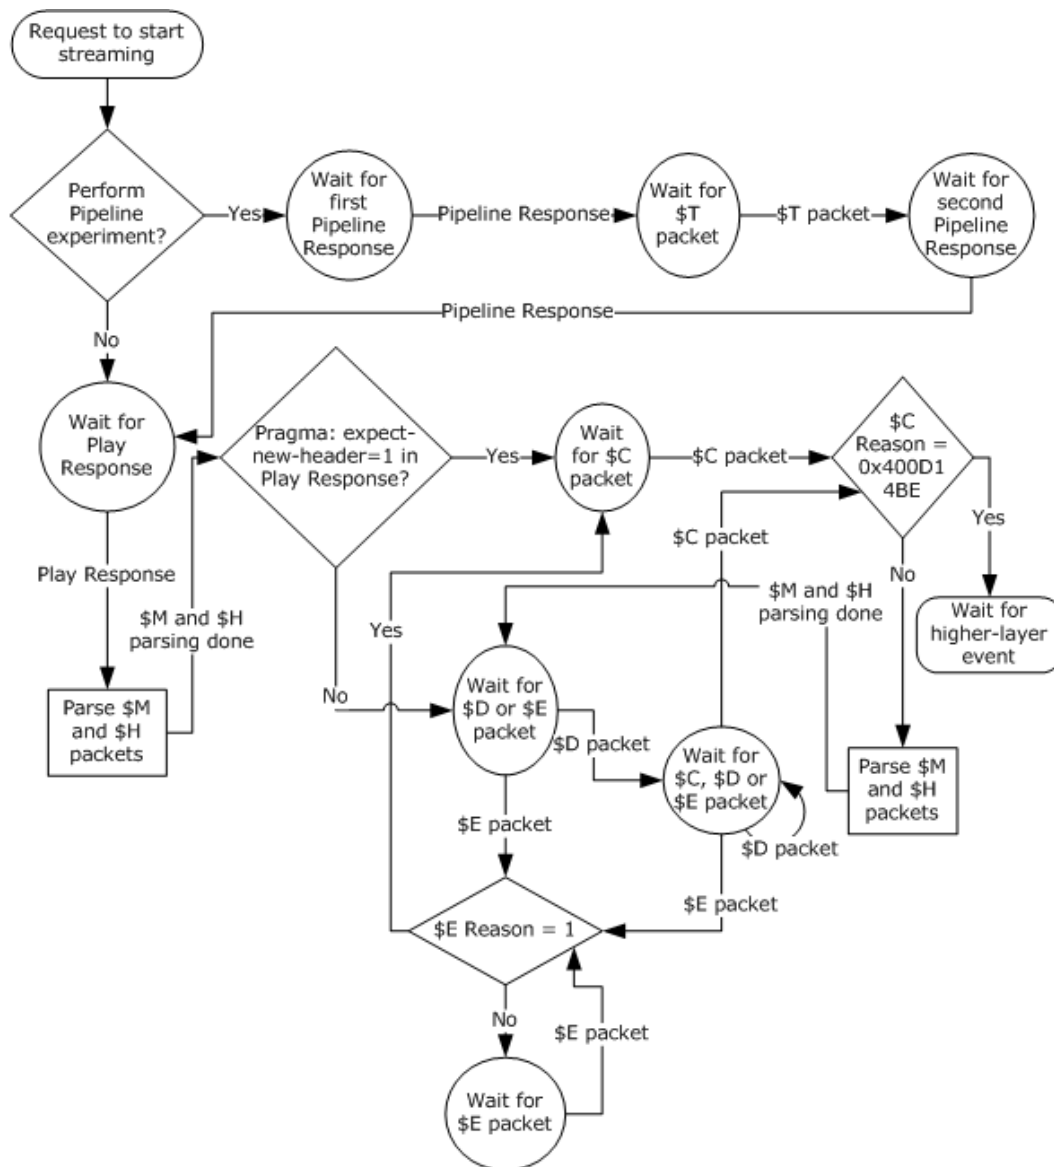 Request to start
streaming
Perform
Pipeline
experiment?
Yes
Wait for
first
Pipeline
Response
Pipeline Response
Wait for
$T
packet
$T packet
Wait for
second
Pipeline
Response
Pipeline Response
No
Wait for
Play
Response
Pragma: expect-
new-header=1 in
Play Response?
Yes
Wait
for $C
packet
$C packet
$C
Reason =
0x400D1
4BE
Yes
$C packet
No
Play Response
$M and $H
parsing done
Yes
$M and $H
parsing done
Wait for
higher-layer
event
Parse $M
and $H
packets
No
Wait for
$D or $E
packet
$D packet
Wait for
$C, $D or
$E packet
Parse $M
and $H
packets
$D packet
$E packet
$E packet
$E Reason = 1
No
$E packet
Wait for
$E packet